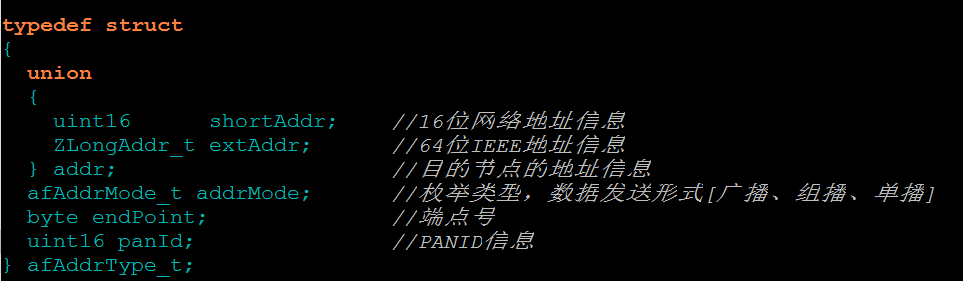 typedef struct
{
  union
  {
    uint16      shortAddr;    //16位网络地址信息
    ZLongAddr_t extAddr;      //64位IEEE地址信息
  } addr;                     //目的节点的地址信息
  afAddrMode_t addrMode;      //枚举类型，数据发送形式[广播、组播、单播]
  byte endPoint;              //端点号
  uint16 panId;               //PANID信息
} afAddrType_t;